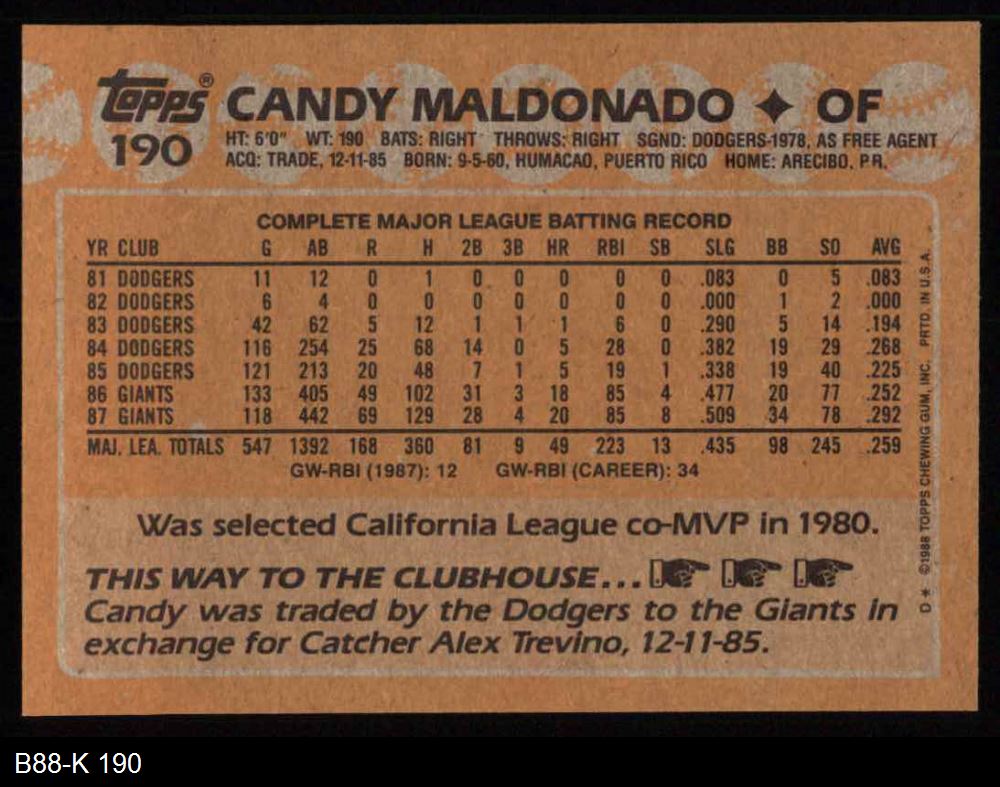 Topps® CANDY MALDONADO ✦ OF
190 HT: 6'0" WT: 190 BATS: RIGHT THROWS: RIGHT SGND: DODGERS-1978, AS FREE AGENT
ACQ: TRADE, 12-11-85 BORN: 9-5-60, HUMACAO, PUERTO RICO HOME: ARECIBO, P.R.
COMPLETE MAJOR LEAGUE BATTING RECORD
YR CLUB G AB R H 2B 3B HR RBI SB SLG BB SO AVG
81 DODGERS 11 12 0 1 0 0 0 0 0 .083 0 5 .083
82 DODGERS 6 4 0 0 0 0 0 0 0 .000 1 2 .000
83 DODGERS 42 62 5 12 1 1 1 6 0 .290 5 14 .194
84 DODGERS 116 254 25 68 14 0 5 28 0 .382 19 29 .268
85 DODGERS 121 213 20 48 7 1 5 19 1 .338 19 40 .225
86 GIANTS 133 405 49 102 31 3 18 85 4 .477 20 77 .252
87 GIANTS 118 442 69 129 28 4 20 85 8 .509 34 78 .292
MAJ. LEA. TOTALS 547 1392 168 360 81 9 49 223 13 .435 98 245 .259
GW-RBI (1987): 12 GW-RBI (CAREER): 34
Was selected California League co-MVP in 1980.
THIS WAY TO THE CLUBHOUSE...
Candy was traded by the Dodgers to the Giants in
exchange for Catcher Alex Trevino, 12-11-85.
D* ©1988 TOPPS CHEWING GUM, INC. PRTD. IN U.S.A.
B88-K 190